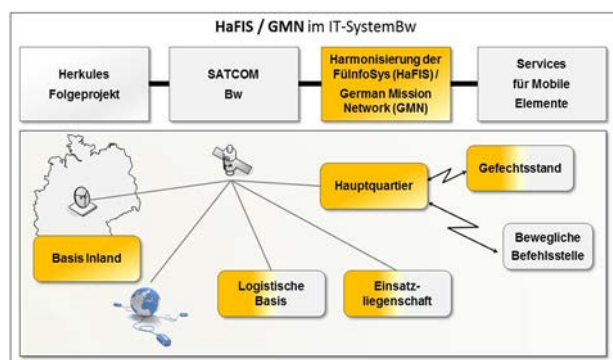 HaFIS / GMN im IT-SystemBw
Herkules
Folgeprojekt
SATCOM
Bw
Harmonisierung der
FüInfoSys (HaFIS) /
German Mission
Network (GMN)
Services
für Mobile
Elemente
Hauptquartier
Gefechtsstand
Basis Inland
Bewegliche
Befehlsstelle
Logistische
Basis
Einsatz-
liegenschaft